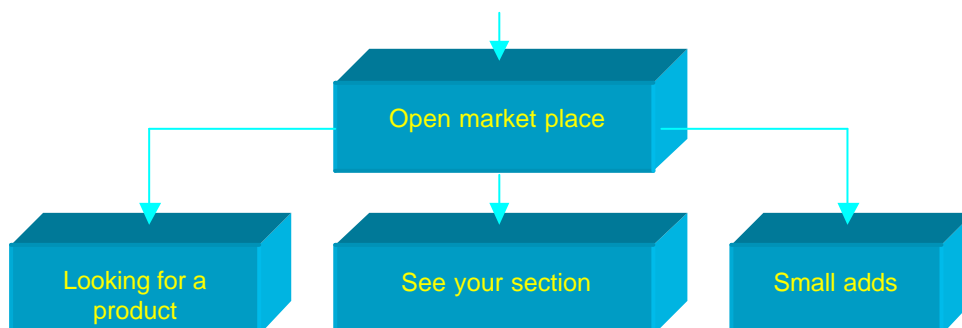 Open market place
Looking for a
product
See your section
Small adds